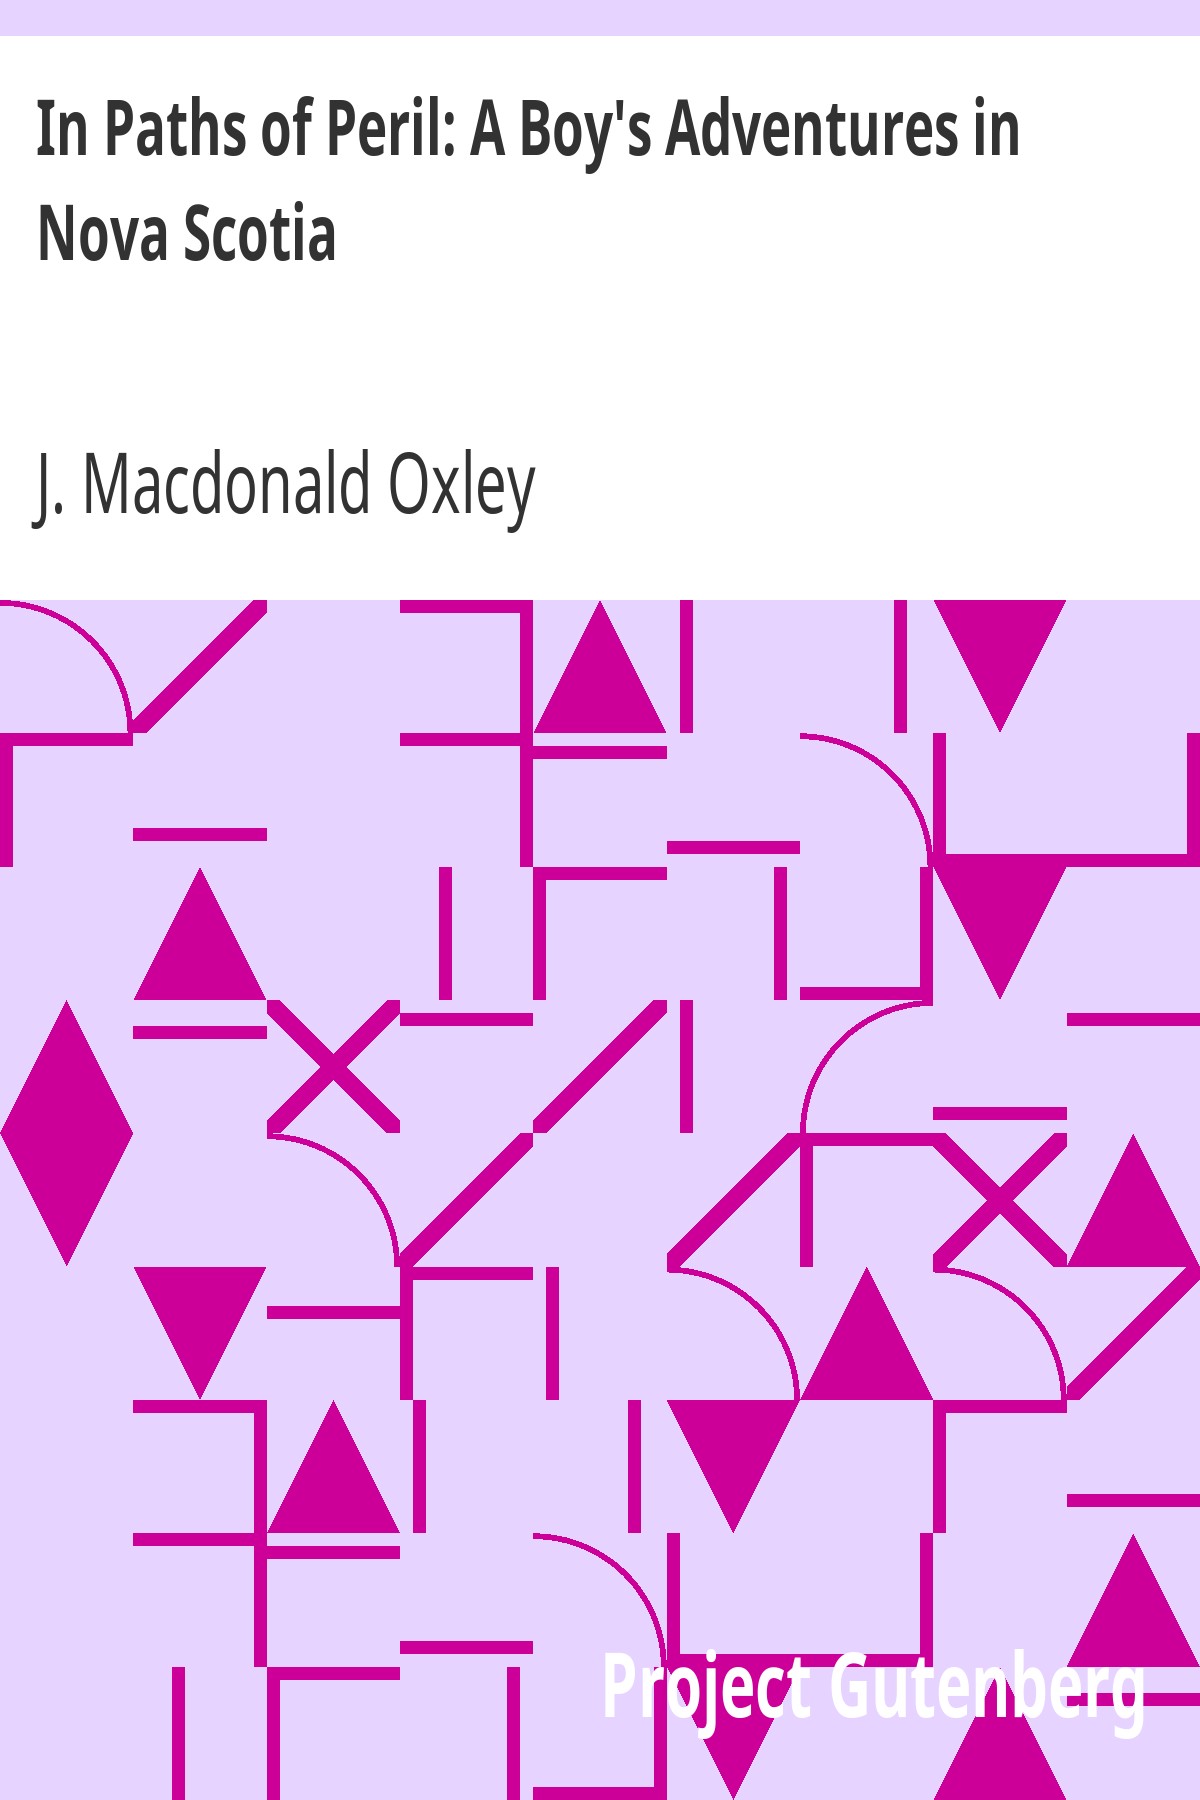 In Paths of Peril: A Boy's Adventures in
Nova Scotia
J. Macdonald Oxley
Project Gutenberg